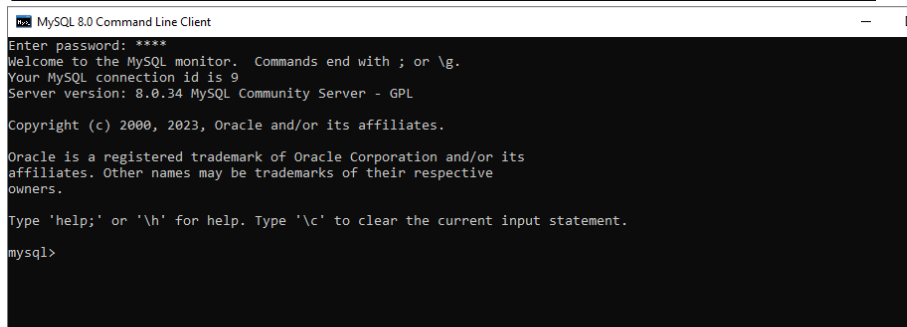 MySQL 8.0 Command Line Client
Enter password: ****
Welcome to the MySQL monitor.  Commands end with ; or \g.
Your MySQL connection id is 9
Server version: 8.0.34 MySQL Community Server - GPL
Copyright (c) 2000, 2023, Oracle and/or its affiliates.
Oracle is a registered trademark of Oracle Corporation and/or its
affiliates. Other names may be trademarks of their respective
owners.
Type 'help;' or '\h' for help. Type '\c' to clear the current input statement.
mysql>